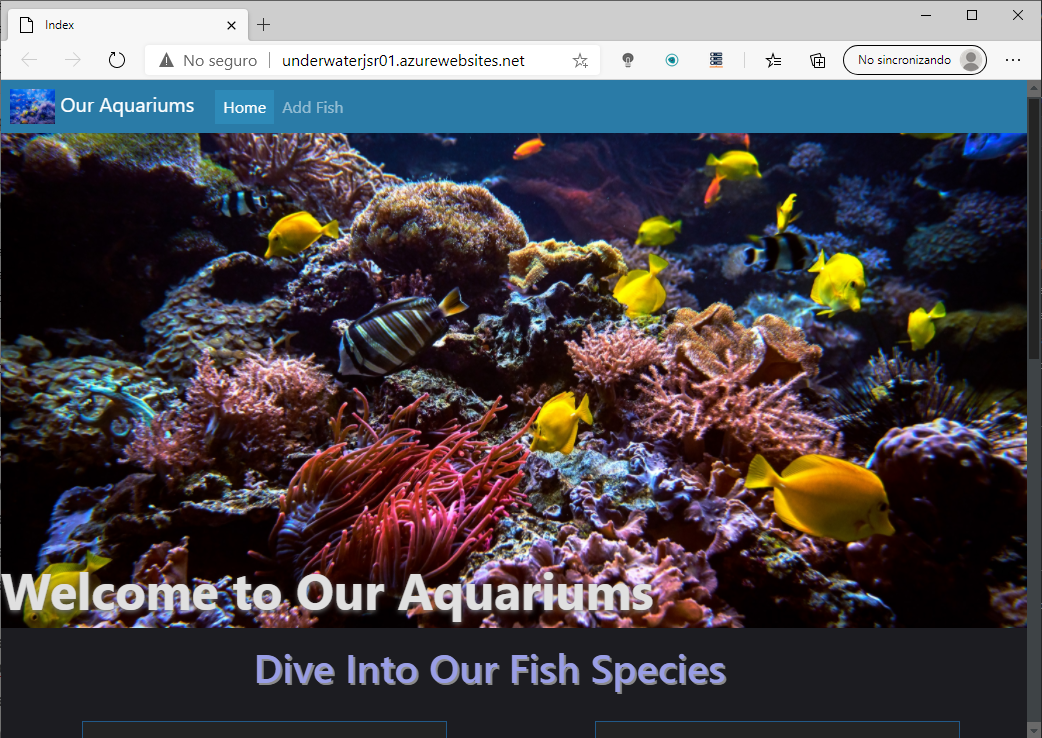 Index
No seguro
underwaterjsr01.azurewebsites.net
No sincronizando
Our Aquariums
Home
Add Fish
Welcome to Our Aquariums
Dive Into Our Fish Species